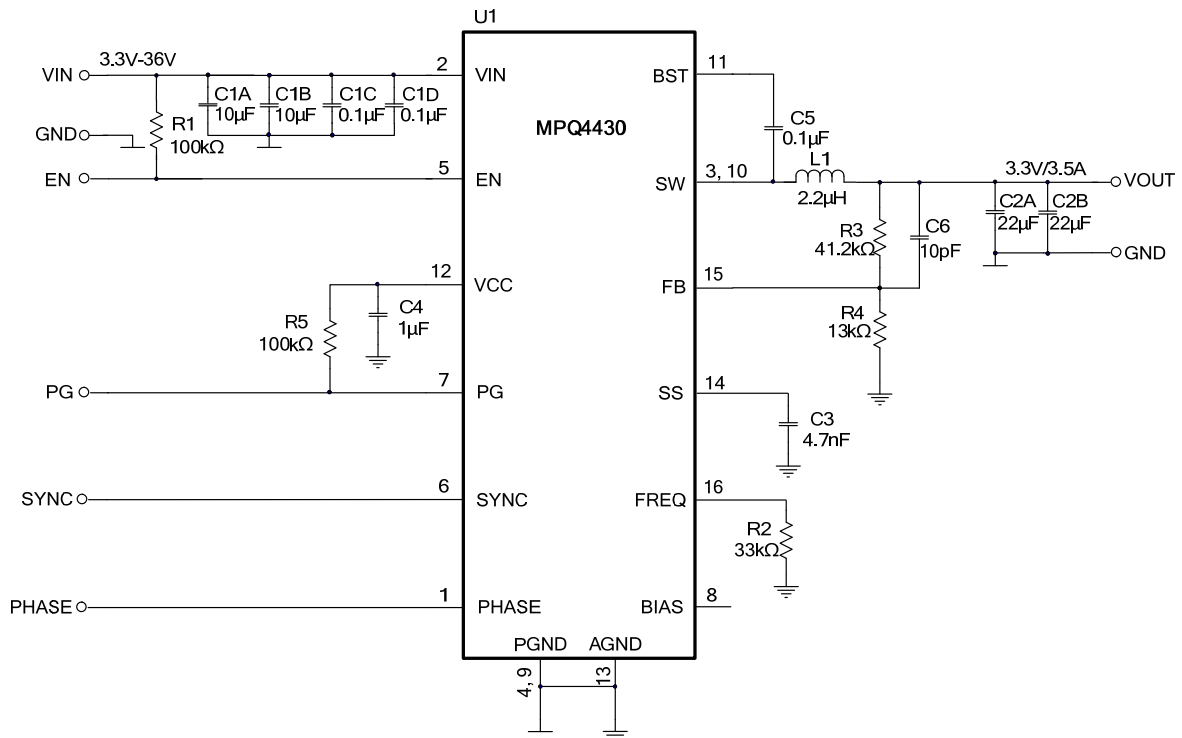 U1
MPQ4430
VIN
3.3V-36V
2
VIN
C1A
10µF
C1B
10µF
C1C
0.1µF
C1D
0.1µF
GND
R1
100kΩ
EN
5
EN
12
VCC
C4
1µF
R5
100kΩ
PG
7
PG
SYNC
6
SYNC
PHASE
1
PHASE
PGND
AGND
4, 9
13
BST
11
C5
0.1µF
SW
3, 10
L1
2.2µH
3.3V/3.5A
VOUT
C2A
22µF
C2B
22µF
GND
R3
41.2kΩ
C6
10pF
FB
15
R4
13kΩ
SS
14
C3
4.7nF
FREQ
16
R2
33kΩ
BIAS
8